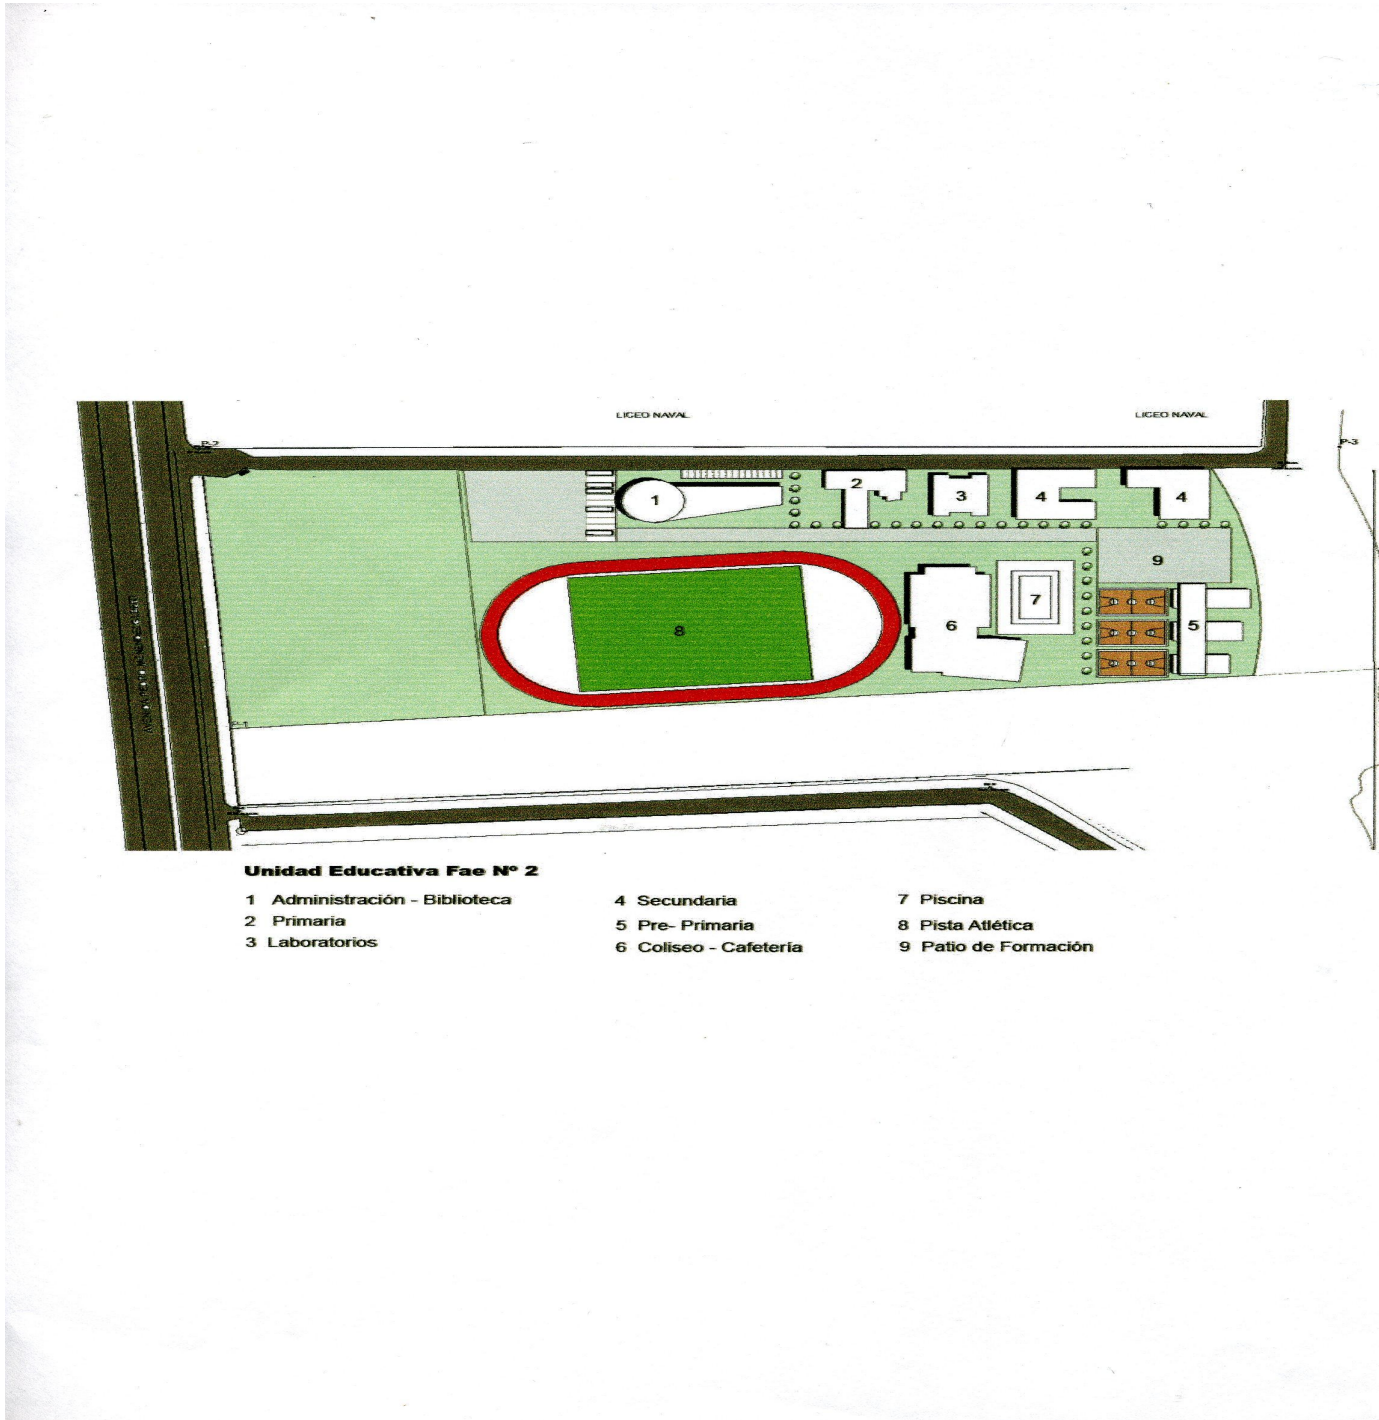 LICEO NAVAL
LICEO NAVAL
P-2
P-3
1
2
3
4
4
9
7
6
5
8
P-1
Unidad Educativa Fae Nº 2
1 Administración - Biblioteca
2 Primaria
3 Laboratorios
4 Secundaria
5 Pre- Primaria
6 Coliseo - Cafetería
7 Piscina
8 Pista Atlética
9 Patio de Formación